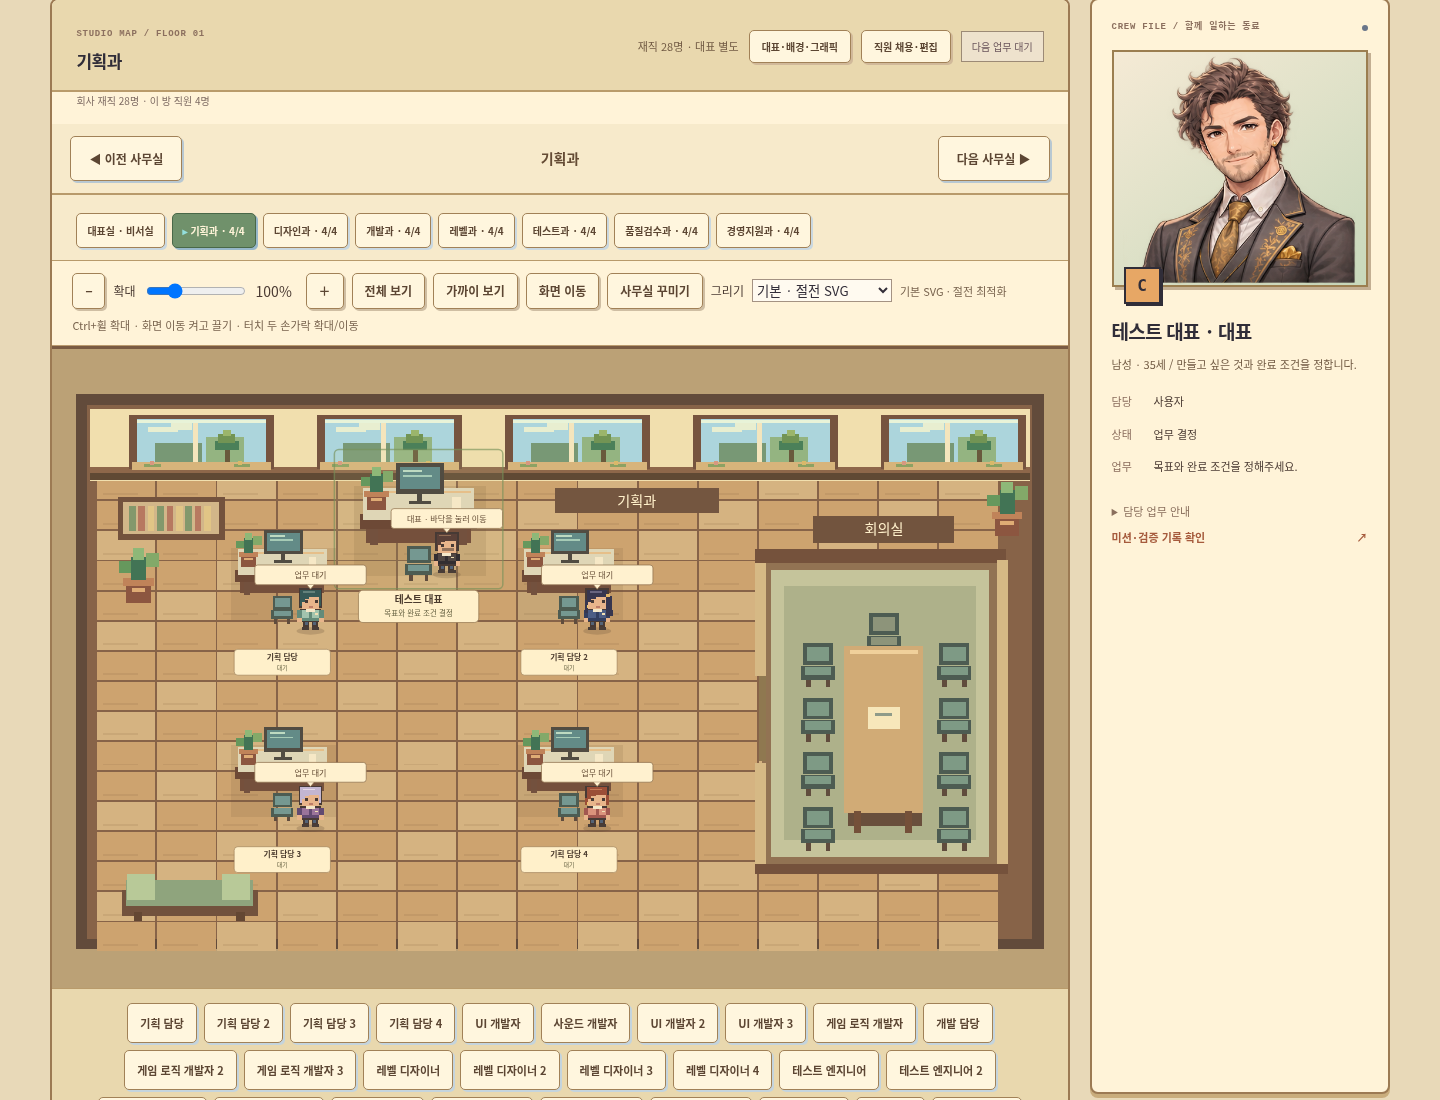 STUDIO MAP / FLOOR 01
기획과
재직 28명 · 대표 별도
대표·배경·그래픽
직원 채용·편집
다음 업무 대기
회사 재직 28명 · 이 방 직원 4명
◀ 이전 사무실
기획과
다음 사무실 ▶
대표실 · 비서실
▸ 기획과 · 4/4
디자인과 · 4/4
개발과 · 4/4
레벨과 · 4/4
테스트과 · 4/4
품질검수과 · 4/4
경영지원과 · 4/4
−
확대
100%
+
전체 보기
가까이 보기
화면 이동
사무실 꾸미기
그리기
기본 · 절전 SVG
기본 SVG · 절전 최적화
Ctrl+휠 확대 · 화면 이동 켜고 끌기 · 터치 두 손가락 확대/이동
기획과
회의실
대표 · 바닥을 눌러 이동
업무 대기
업무 대기
테스트 대표
목표와 완료 조건 결정
기획 담당
대기
기획 담당 2
대기
업무 대기
업무 대기
기획 담당 3
대기
기획 담당 4
대기
기획 담당
기획 담당 2
기획 담당 3
기획 담당 4
UI 개발자
사운드 개발자
UI 개발자 2
UI 개발자 3
게임 로직 개발자
개발 담당
게임 로직 개발자 2
게임 로직 개발자 3
레벨 디자이너
레벨 디자이너 2
레벨 디자이너 3
레벨 디자이너 4
테스트 엔지니어
테스트 엔지니어 2
CREW FILE / 함께 일하는 동료
C
테스트 대표 · 대표
남성 · 35세 / 만들고 싶은 것과 완료 조건을 정합니다.
담당 사용자
상태 업무 결정
업무 목표와 완료 조건을 정해주세요.
▸ 담당 업무 안내
미션·검증 기록 확인 ↗